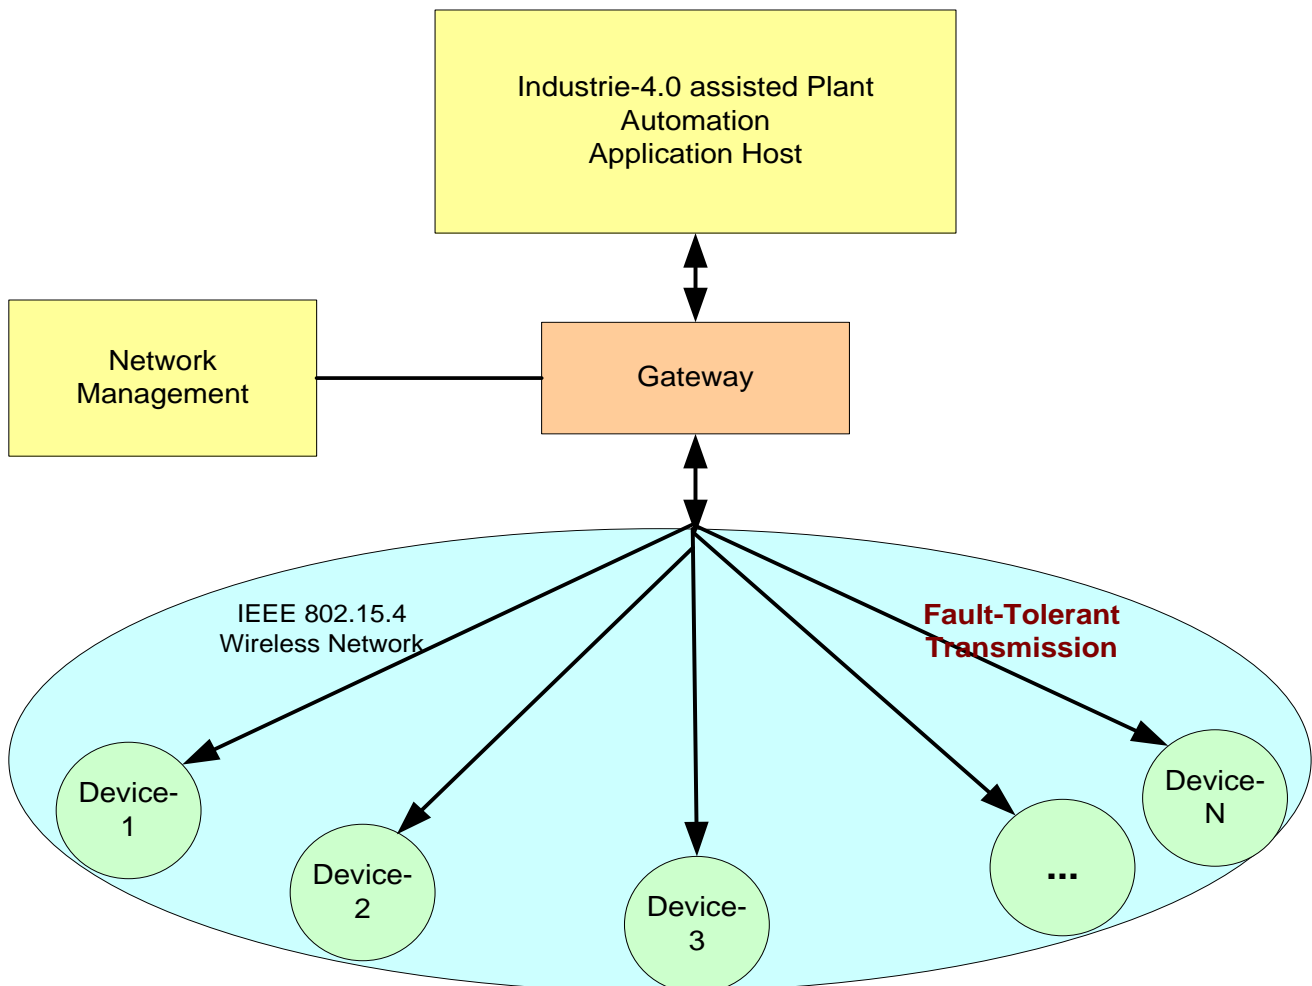 Industrie-4.0 assisted Plant
Automation
Application Host
Network
Management
Gateway
IEEE 802.15.4
Wireless Network
Fault-Tolerant
Transmission
Device-
1
Device-
2
Device-
3
...
Device-
N